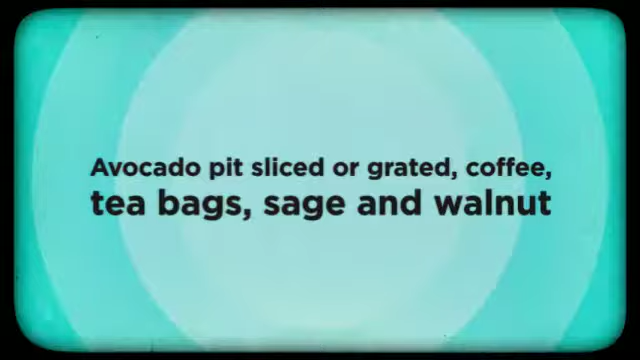 Avocado pit sliced or grated, coffee,
tea bags, sage and walnut